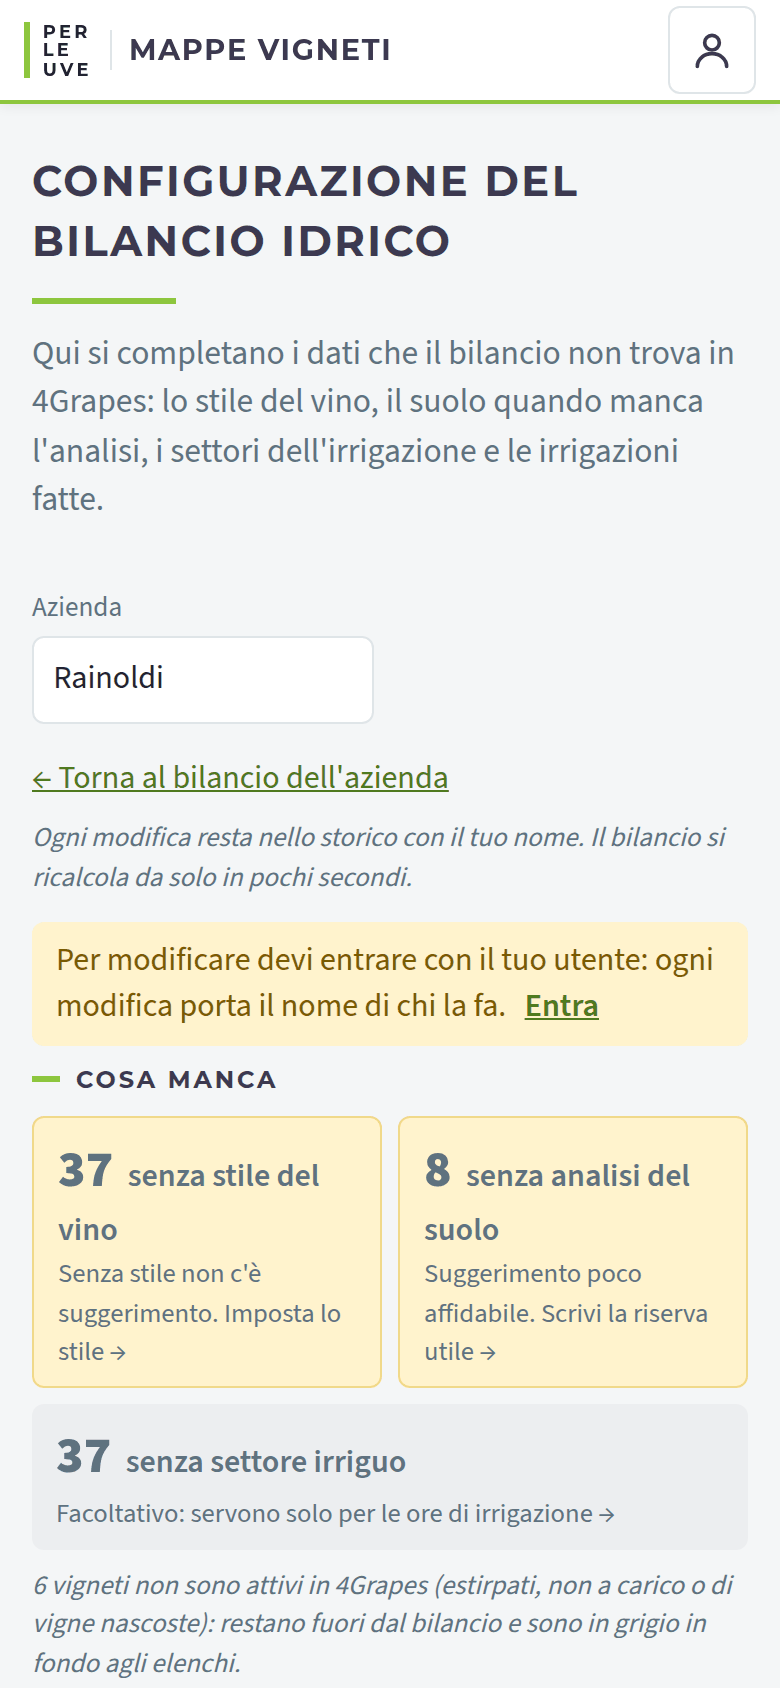 PER
LE
UVE
MAPPE VIGNETI
CONFIGURAZIONE DEL
BILANCIO IDRICO
Qui si completano i dati che il bilancio non trova in
4Grapes: lo stile del vino, il suolo quando manca
l'analisi, i settori dell'irrigazione e le irrigazioni
fatte.
Azienda
Rainoldi
← Torna al bilancio dell'azienda
Ogni modifica resta nello storico con il tuo nome. Il bilancio si
ricalcola da solo in pochi secondi.
Per modificare devi entrare con il tuo utente: ogni
modifica porta il nome di chi la fa. Entra
COSA MANCA
37 senza stile del
vino
Senza stile non c'è
suggerimento. Imposta lo
stile →
8 senza analisi del
suolo
Suggerimento poco
affidabile. Scrivi la riserva
utile →
37 senza settore irriguo
Facoltativo: servono solo per le ore di irrigazione →
6 vigneti non sono attivi in 4Grapes (estirpati, non a carico o di
vigne nascoste): restano fuori dal bilancio e sono in grigio in
fondo agli elenchi.